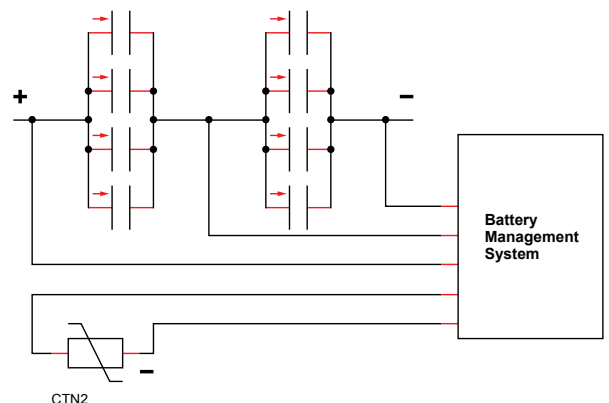 +
−
Battery
Management
System
−
CTN2